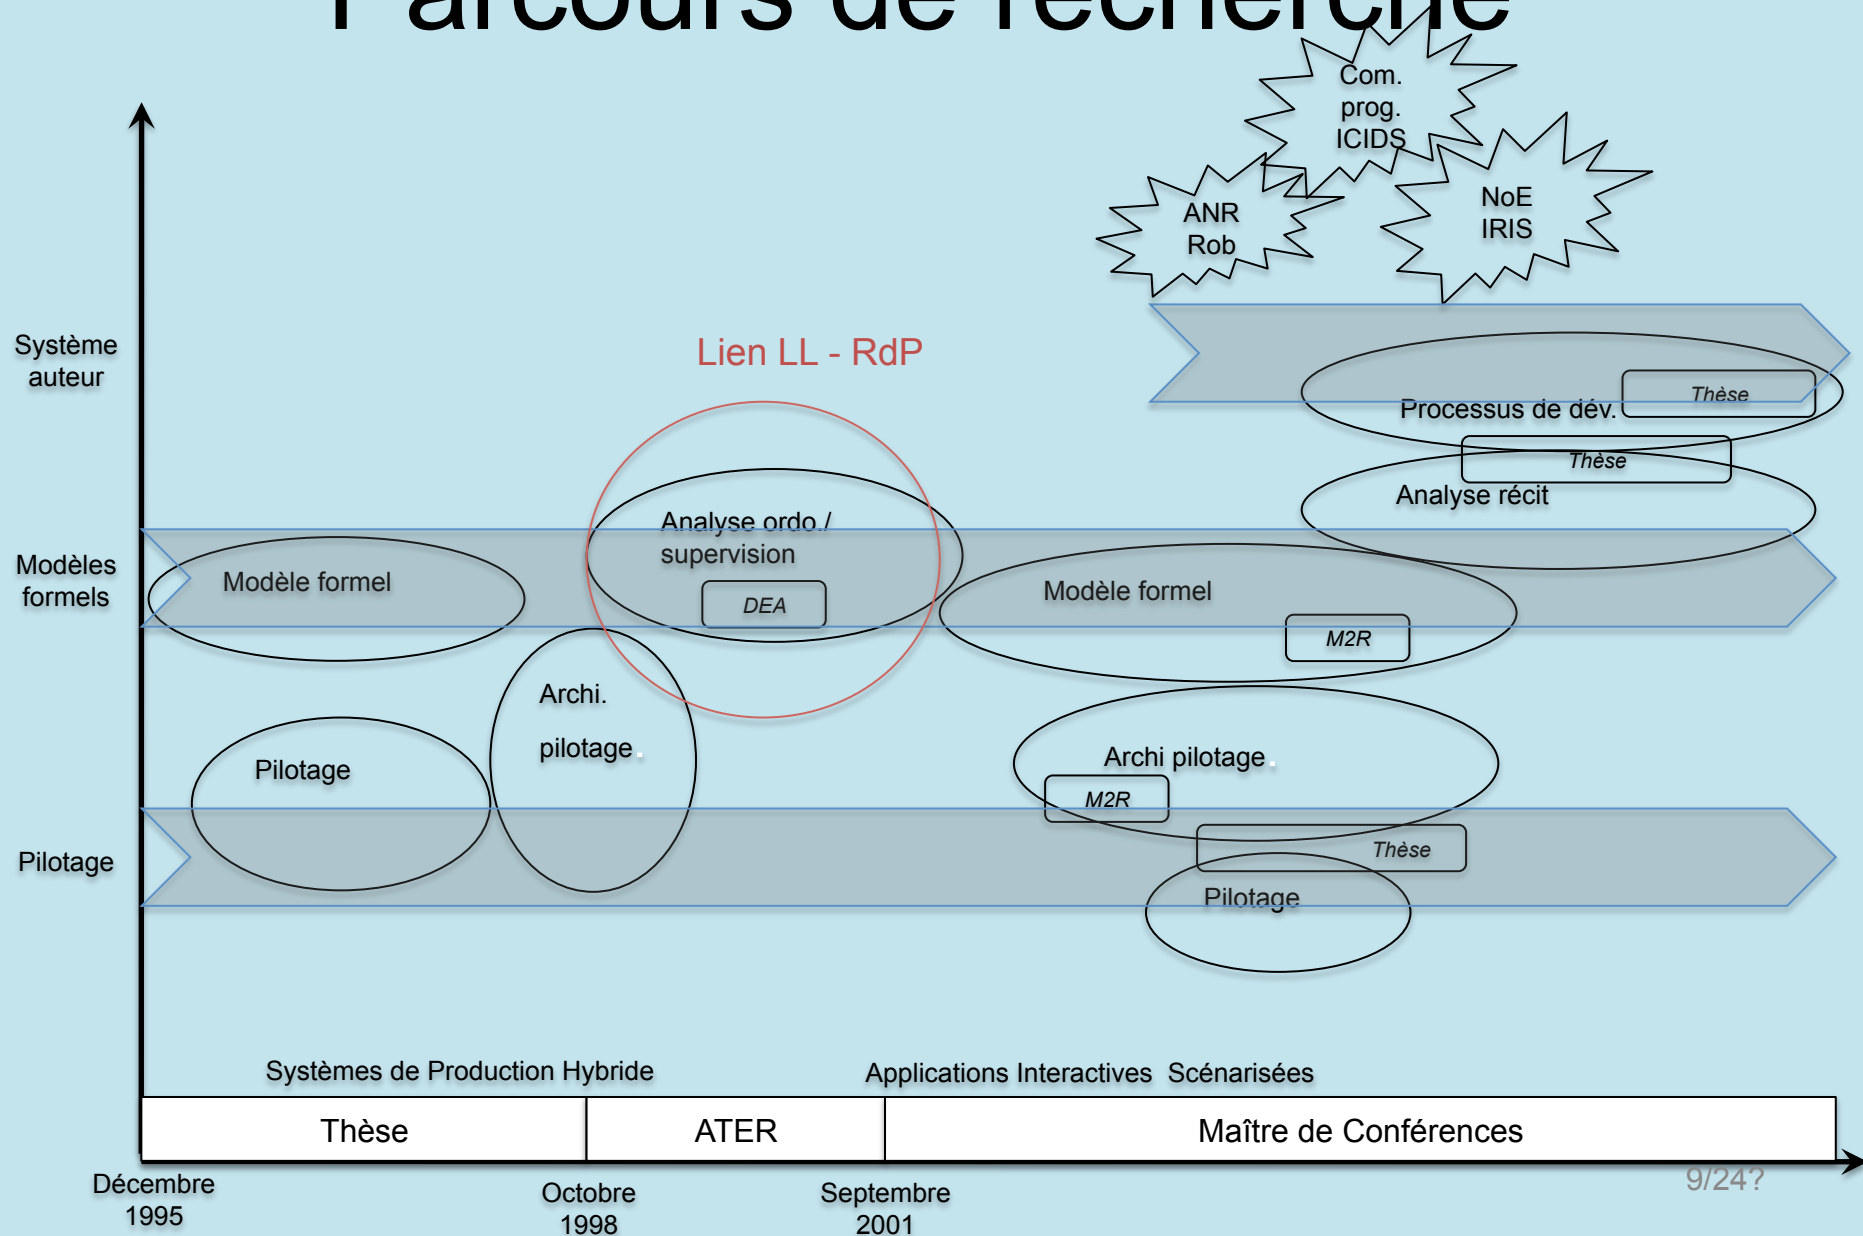 Parcours de recherche
Com.
prog.
ICIDS
ANR
Rob
NoE
IRIS
Système
auteur
Lien LL - RdP
Processus de dév.
Thèse
Thèse
Analyse récit
Modèles
formels
Modèle formel
Analyse ordo./
supervision
DEA
Modèle formel
M2R
Archi.
pilotage.
Pilotage
Archi pilotage.
M2R
Pilotage
Thèse
Pilotage
Systèmes de Production Hybride
Applications Interactives Scénarisées
Thèse
ATER
Maître de Conférences
Décembre
1995
Octobre
1998
Septembre
2001
9/24?